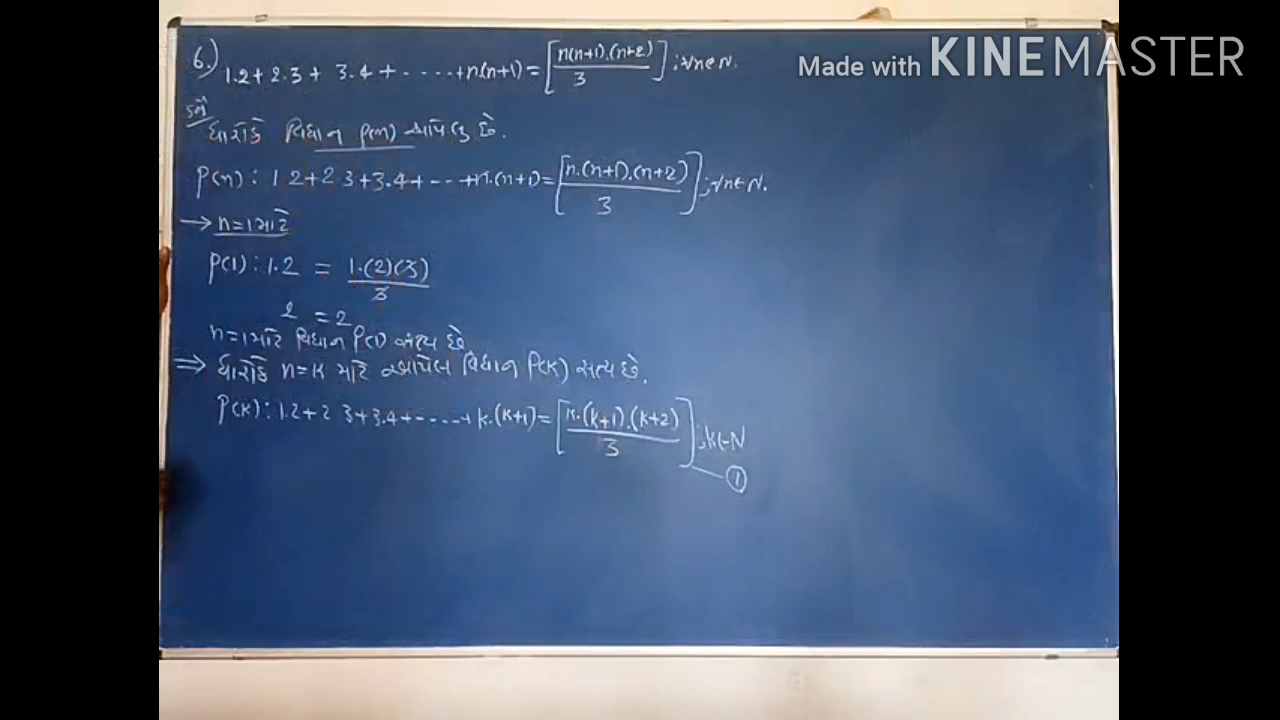 Made with KINEMASTER
6.) 1.2+2.3+ 3.4+ - - - - - +n(n+1)=[n(n+1).(n+2)/3] ;∀n∈N.
ધારોકે વિધાન P(n) આપેલુ છે.
P(n) : 1 2+2 3+3.4+ - - - +n.(n+1)=[n.(n+1).(n+2)/3] ;∀n∈N.
→ n=1 માટે
P(1) : 1.2 = 1.(2)(3)/3
2 = 2
n=1 માટે વિધાન P(1) સત્ય છે
⇒ ધારોકે n=k માટે આપેલ વિધાન P(k) સત્ય છે.
P(k) : 1.2+2 3+3.4+ - - - - + k.(k+1)=[k.(k+1).(k+2)/3] ;k∈N
— ①